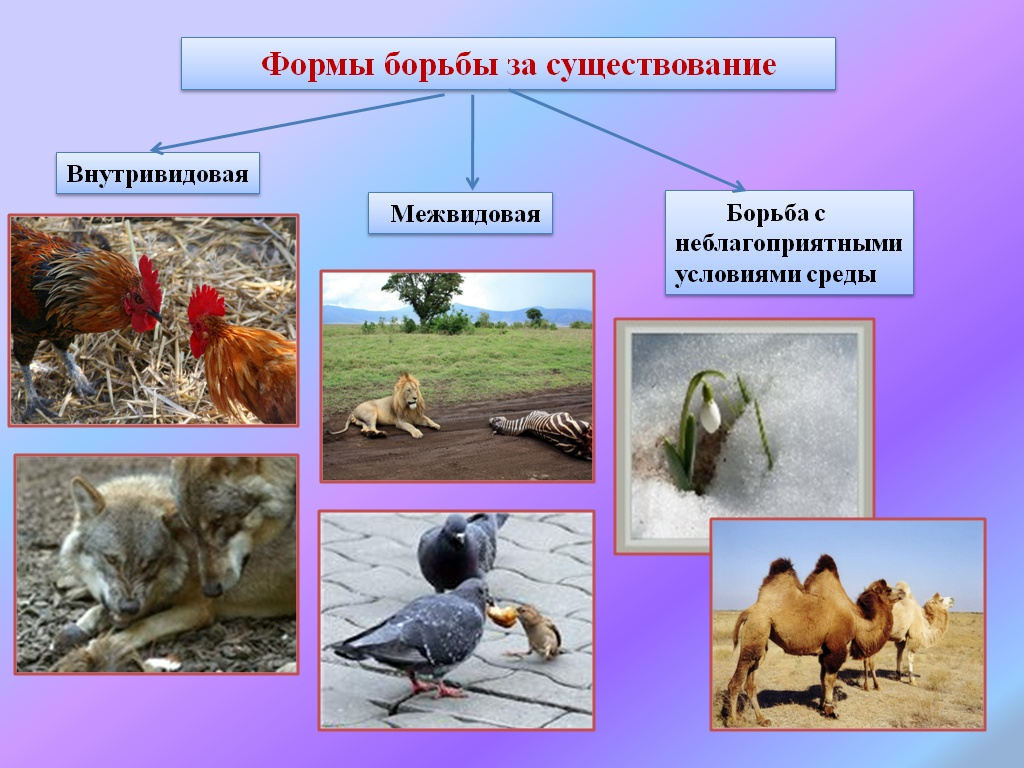 Формы борьбы за существование
Внутривидовая
Межвидовая
Борьба с
неблагоприятными
условиями среды